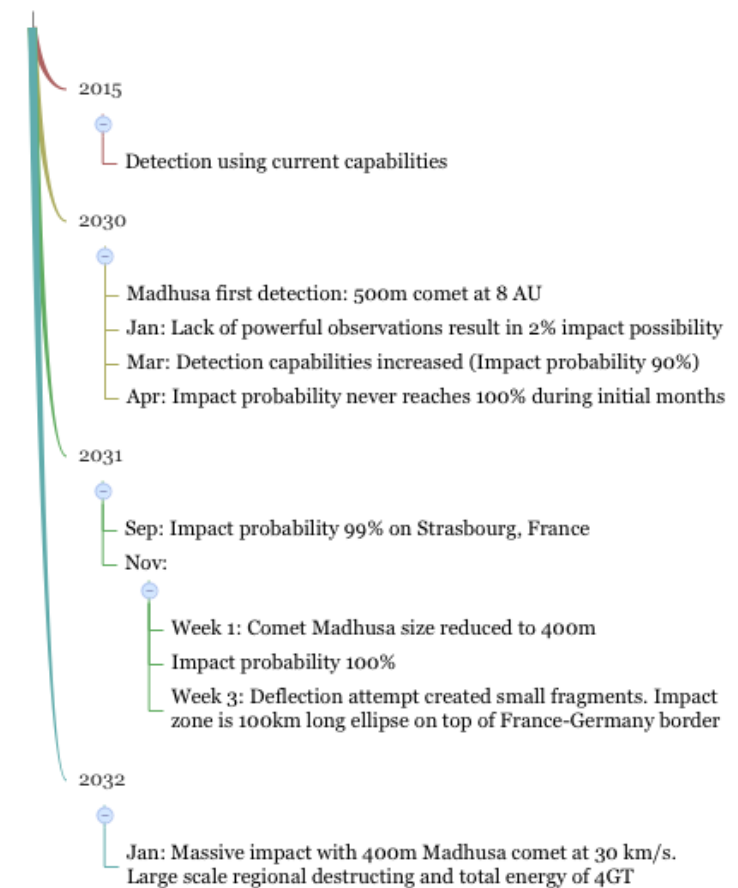 2015
Detection using current capabilities
2030
Madhusa first detection: 500m comet at 8 AU
Jan: Lack of powerful observations result in 2% impact possibility
Mar: Detection capabilities increased (Impact probability 90%)
Apr: Impact probability never reaches 100% during initial months
2031
Sep: Impact probability 99% on Strasbourg, France
Nov:
Week 1: Comet Madhusa size reduced to 400m
Impact probability 100%
Week 3: Deflection attempt created small fragments. Impact
zone is 100km long ellipse on top of France-Germany border
2032
Jan: Massive impact with 400m Madhusa comet at 30 km/s.
Large scale regional destructing and total energy of 4GT